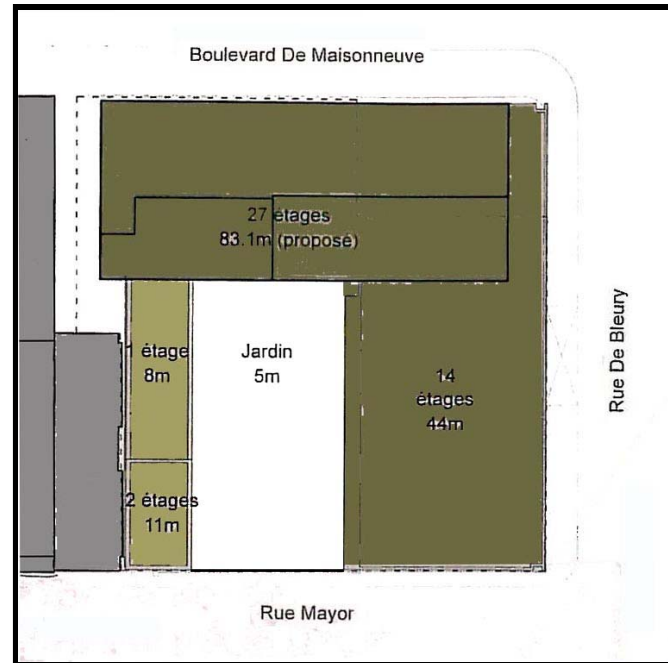 Boulevard De Maisonneuve
27 étages
83.1m (proposé)
1 étage
8m
Jardin
5m
14
étages
44m
Rue De Bleury
2 étages
11m
Rue Mayor